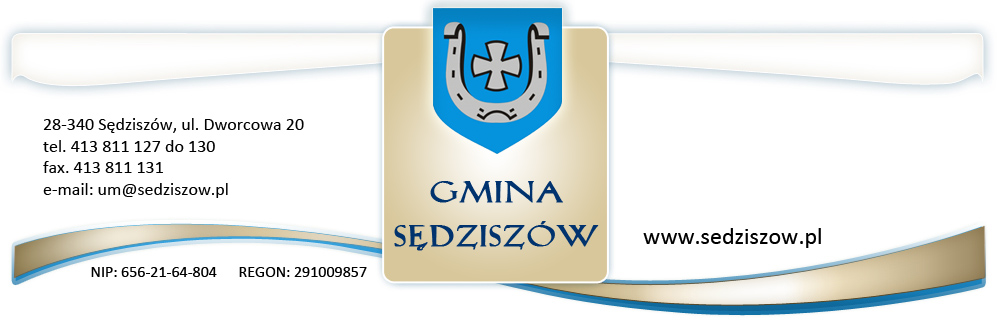 28-340 Sędziszów, ul. Dworcowa 20
tel. 413 811 127 do 130
fax. 413 811 131
e-mail: um@sedziszow.pl
GMINA
SĘDZISZÓW
www.sedziszow.pl
NIP: 656-21-64-804 REGON: 291009857